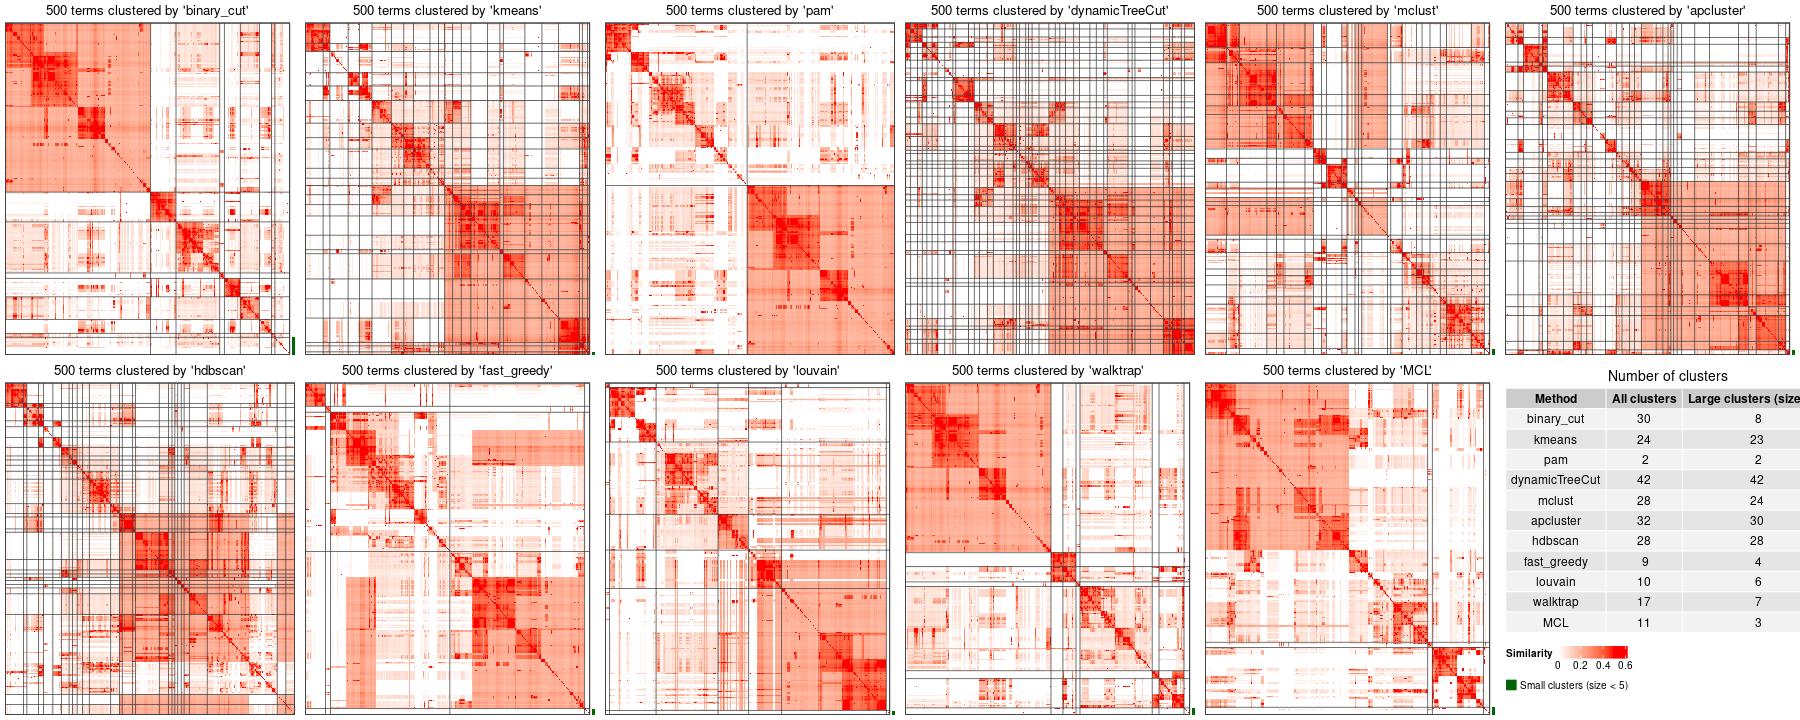 500 terms clustered by 'binary_cut'
500 terms clustered by 'kmeans'
500 terms clustered by 'pam'
500 terms clustered by 'dynamicTreeCut'
500 terms clustered by 'mclust'
500 terms clustered by 'apcluster'
500 terms clustered by 'hdbscan'
500 terms clustered by 'fast_greedy'
500 terms clustered by 'louvain'
500 terms clustered by 'walktrap'
500 terms clustered by 'MCL'
Number of clusters
Method All clusters Large clusters (size
binary_cut 30 8
kmeans 24 23
pam 2 2
dynamicTreeCut 42 42
mclust 28 24
apcluster 32 30
hdbscan 28 28
fast_greedy 9 4
louvain 10 6
walktrap 17 7
MCL 11 3
Similarity
0 0.2 0.4 0.6
Small clusters (size < 5)